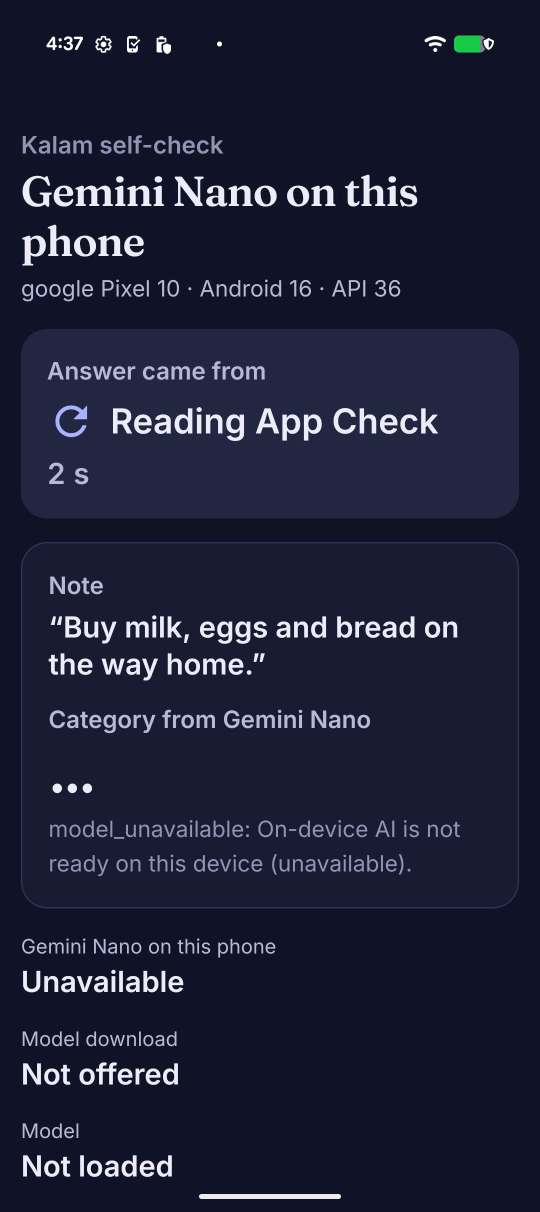 4:37
Kalam self-check
Gemini Nano on this
phone
google Pixel 10 · Android 16 · API 36
Answer came from
Reading App Check
2 s
Note
“Buy milk, eggs and bread on
the way home.”
Category from Gemini Nano
•••
model_unavailable: On-device AI is not
ready on this device (unavailable).
Gemini Nano on this phone
Unavailable
Model download
Not offered
Model
Not loaded